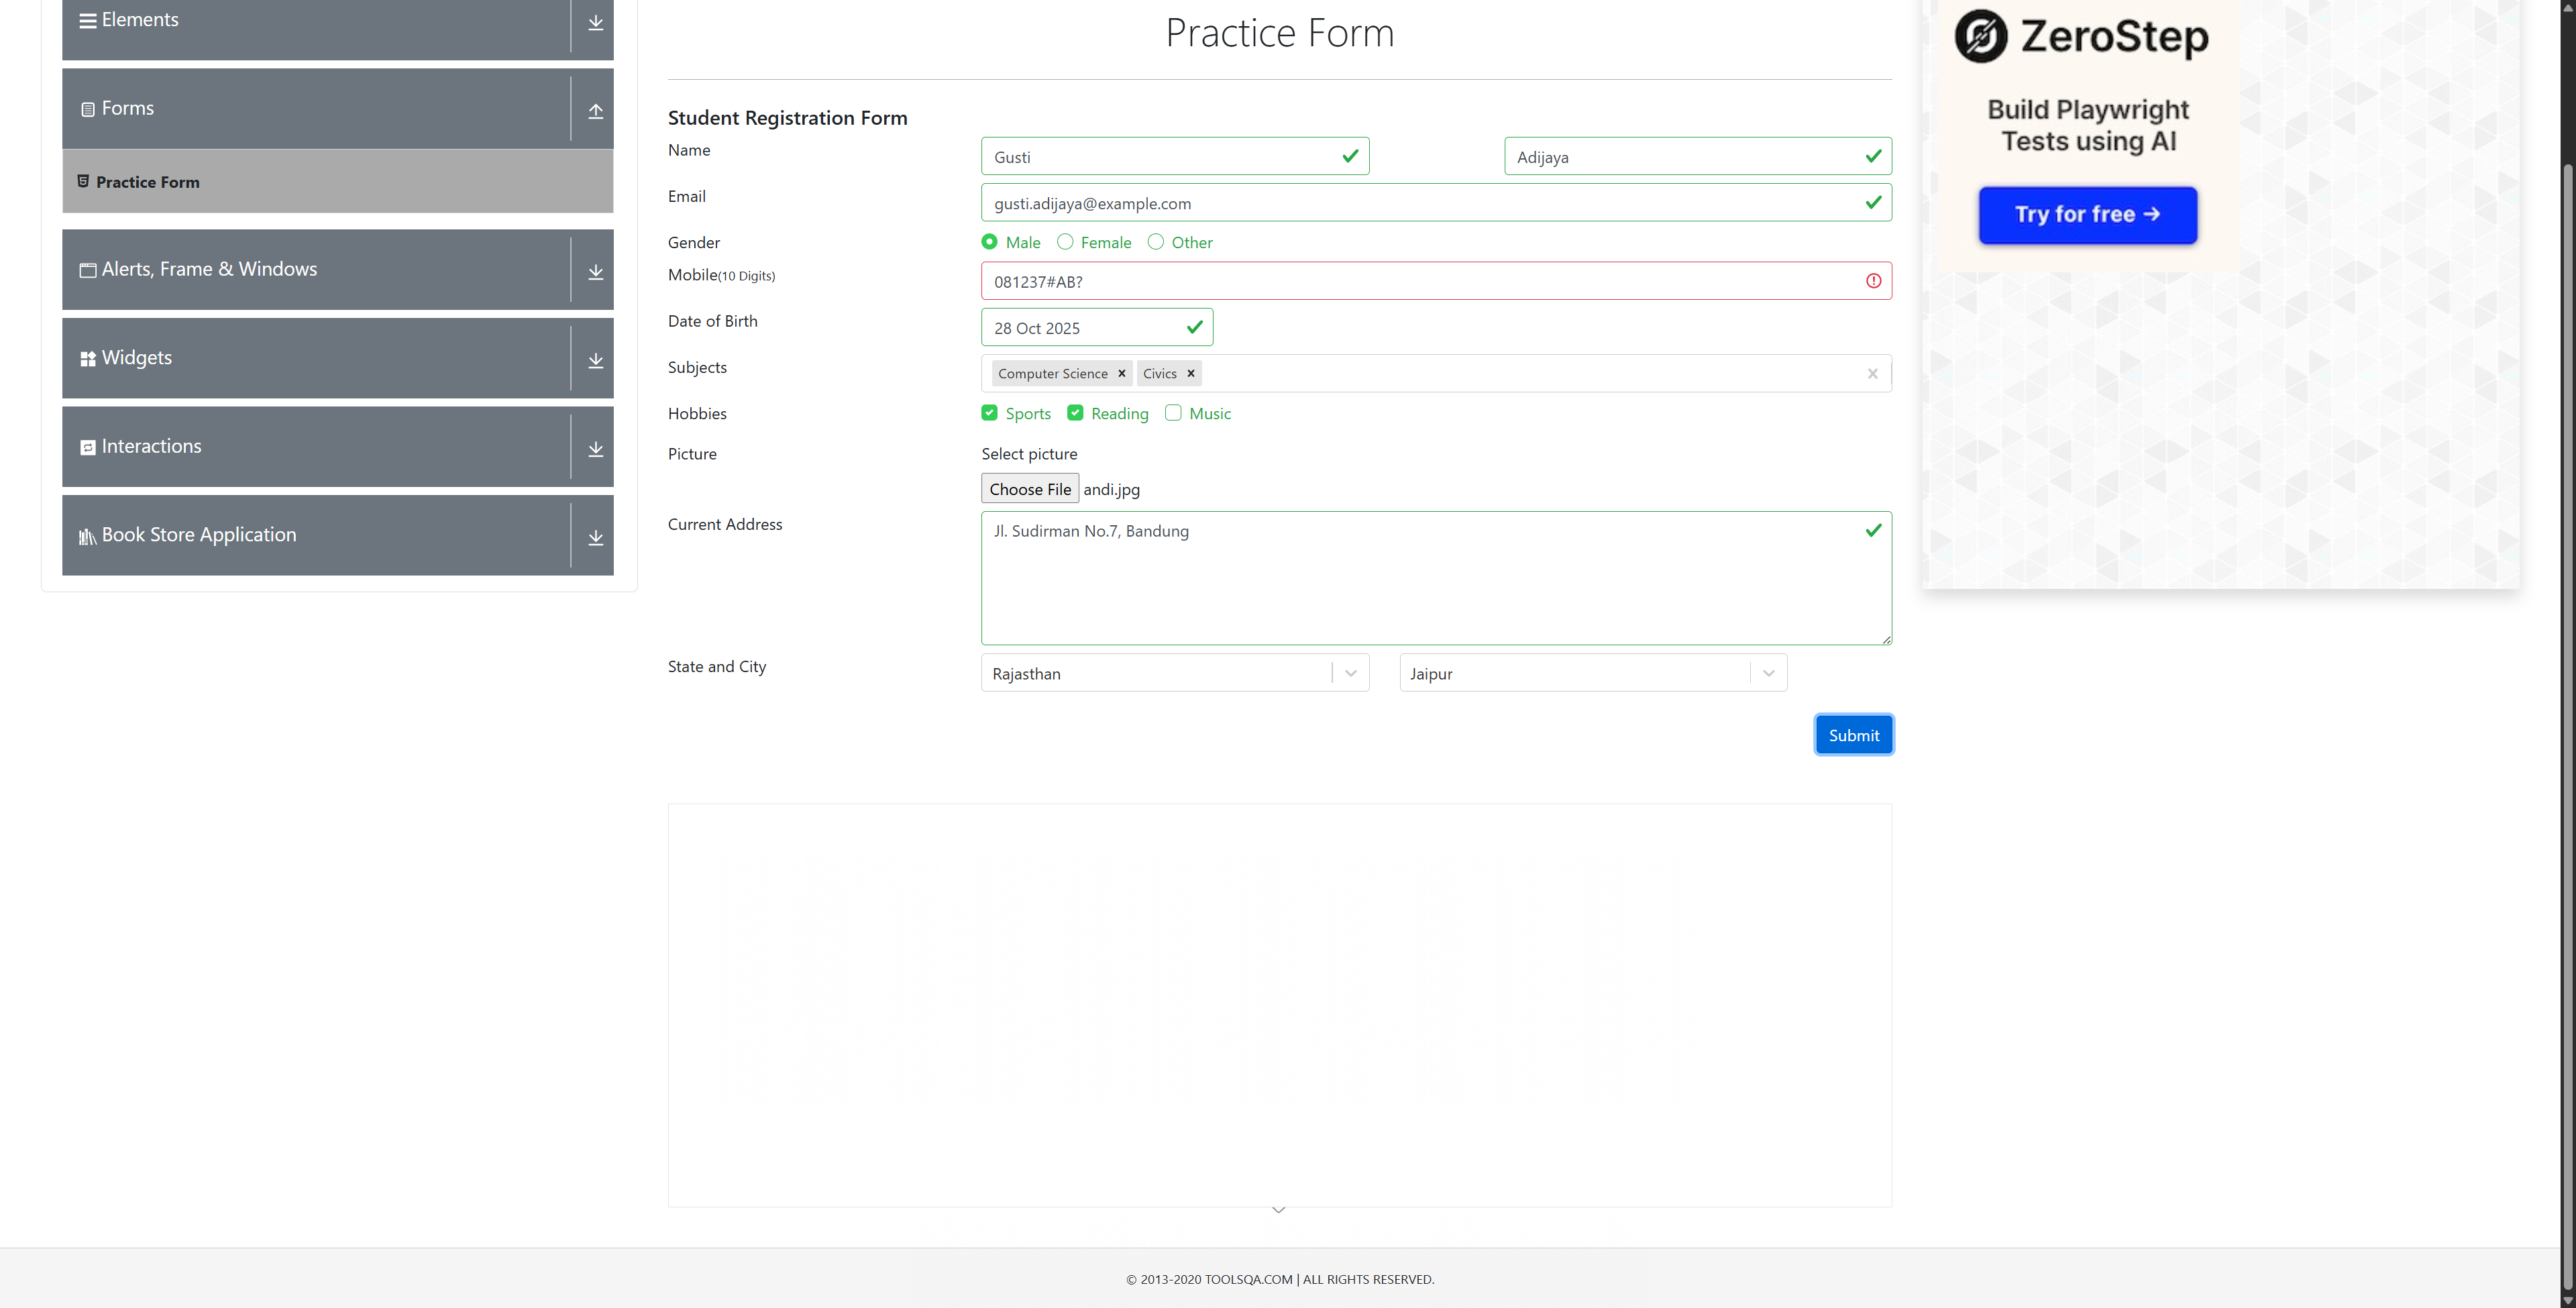 Elements
Forms
Practice Form
Alerts, Frame & Windows
Widgets
Interactions
Book Store Application
Practice Form
Student Registration Form
Name
Gusti
Adijaya
Email
gusti.adijaya@example.com
Gender
Male
Female
Other
Mobile(10 Digits)
081237#AB?
Date of Birth
28 Oct 2025
Subjects
Computer Science
Civics
Hobbies
Sports
Reading
Music
Picture
Select picture
Choose File andi.jpg
Current Address
Jl. Sudirman No.7, Bandung
State and City
Rajasthan
Jaipur
Submit
ZeroStep
Build Playwright
Tests using AI
Try for free →
© 2013-2020 TOOLSQA.COM | ALL RIGHTS RESERVED.